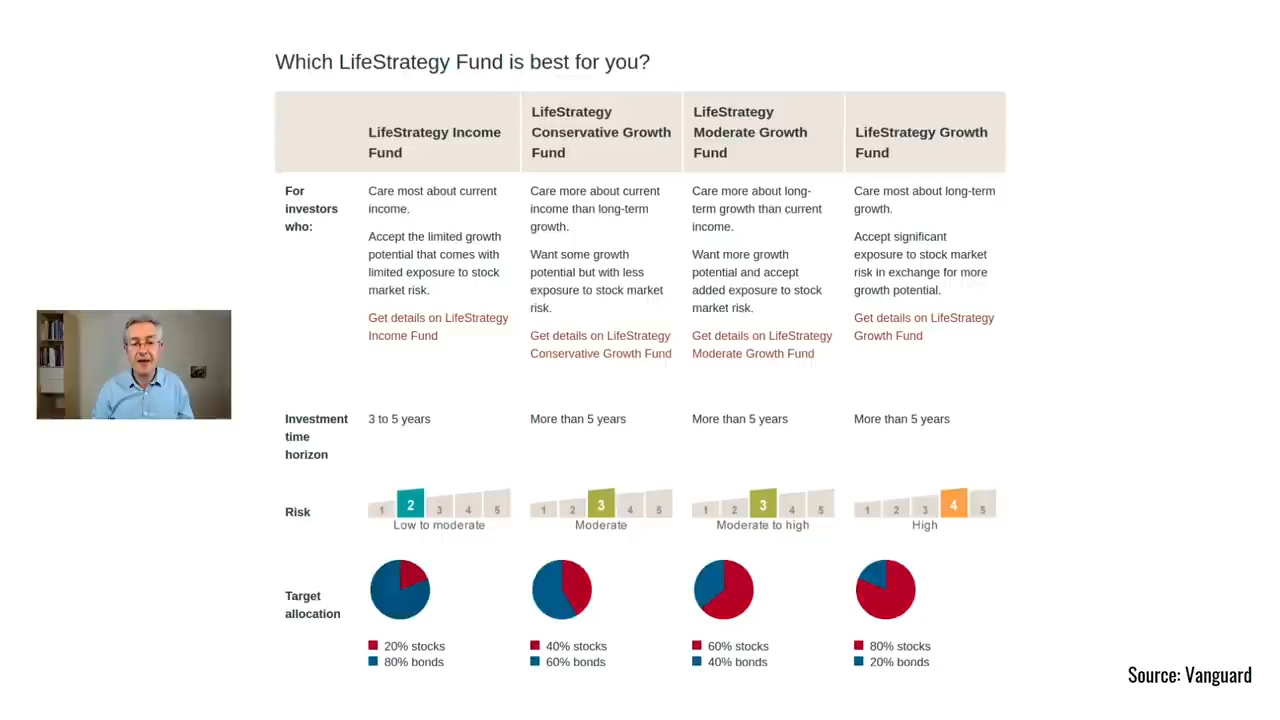 Which LifeStrategy Fund is best for you?
LifeStrategy Income
Fund
LifeStrategy
Conservative Growth
Fund
LifeStrategy
Moderate Growth
Fund
LifeStrategy Growth
Fund
For
investors
who:
Care most about current
income.
Accept the limited growth
potential that comes with
limited exposure to stock
market risk.
Get details on LifeStrategy
Income Fund
Care more about current
income than long-term
growth.
Want some growth
potential but with less
exposure to stock market
risk.
Get details on LifeStrategy
Conservative Growth Fund
Care more about long-
term growth than current
income.
Want more growth
potential and accept
added exposure to stock
market risk.
Get details on LifeStrategy
Moderate Growth Fund
Care most about long-term
growth.
Accept significant
exposure to stock market
risk in exchange for more
growth potential.
Get details on LifeStrategy
Growth Fund
Investment
time
horizon
3 to 5 years
More than 5 years
More than 5 years
More than 5 years
Risk
1 2 3 4 5
Low to moderate
1 2 3 4 5
Moderate
1 2 3 4 5
Moderate to high
1 2 3 4 5
High
Target
allocation
20% stocks
80% bonds
40% stocks
60% bonds
60% stocks
40% bonds
80% stocks
20% bonds
Source: Vanguard